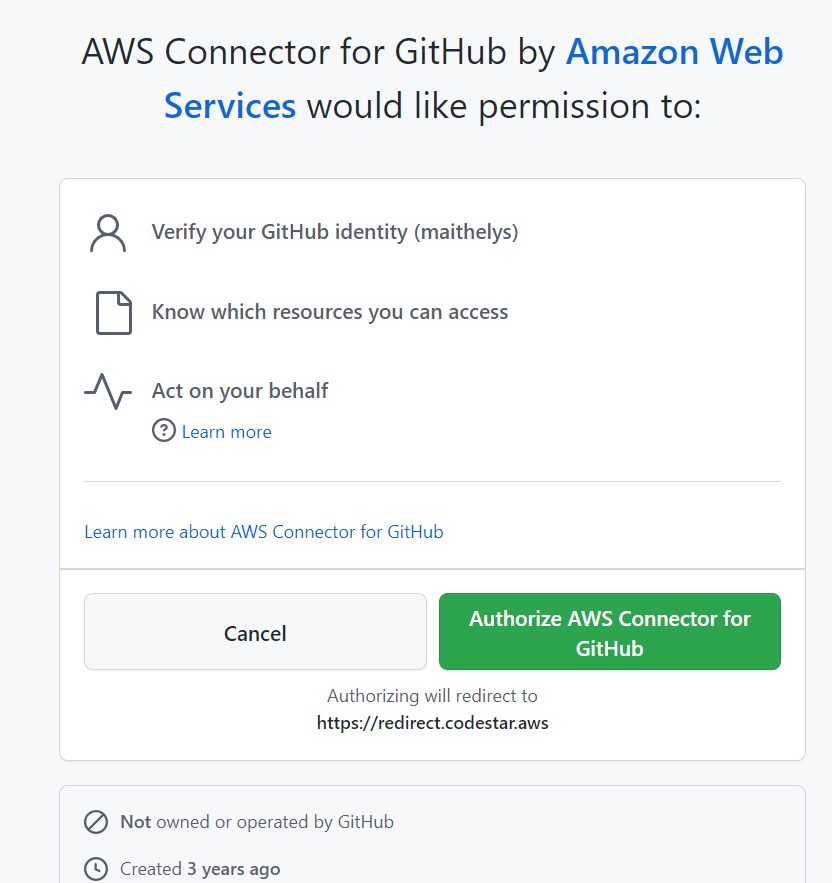 AWS Connector for GitHub by Amazon Web
Services would like permission to:
Verify your GitHub identity (maithelys)
Know which resources you can access
Act on your behalf
Learn more
Learn more about AWS Connector for GitHub
Cancel
Authorize AWS Connector for
GitHub
Authorizing will redirect to
https://redirect.codestar.aws
Not owned or operated by GitHub
Created 3 years ago